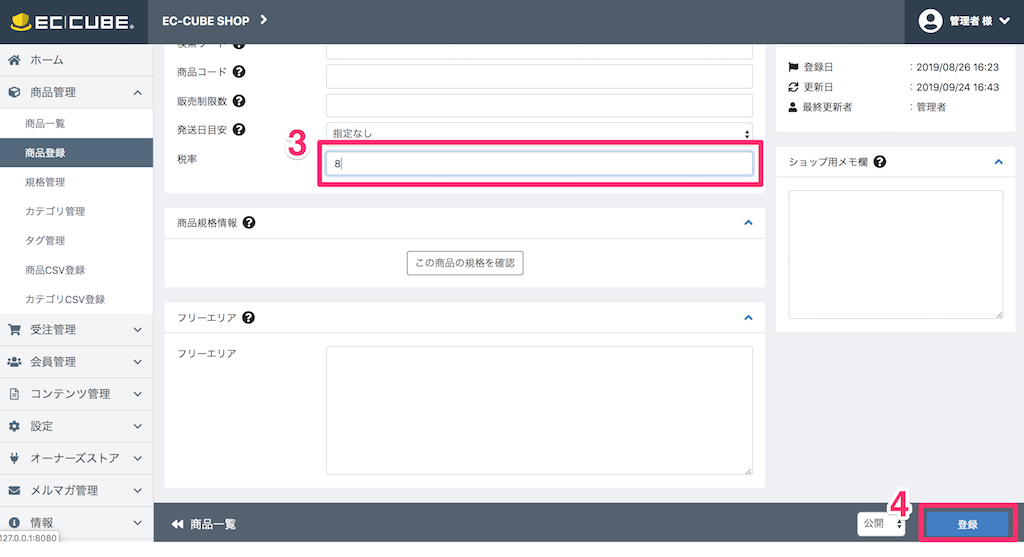 EC CUBE®
EC-CUBE SHOP
管理者 様
ホーム
商品管理
商品一覧
商品登録
規格管理
カテゴリ管理
タグ管理
商品CSV登録
カテゴリCSV登録
受注管理
会員管理
コンテンツ管理
設定
オーナーズストア
メルマガ管理
情報
127.0.0.1:8080
商品コード ?
販売制限数 ?
発送日目安 ? 指定なし
3
税率 8
商品規格情報 ?
この商品の規格を確認
フリーエリア ?
フリーエリア
登録日 : 2019/08/26 16:23
更新日 : 2019/09/24 16:43
最終更新者 : 管理者
ショップ用メモ欄 ?
商品一覧
公開
4
登録